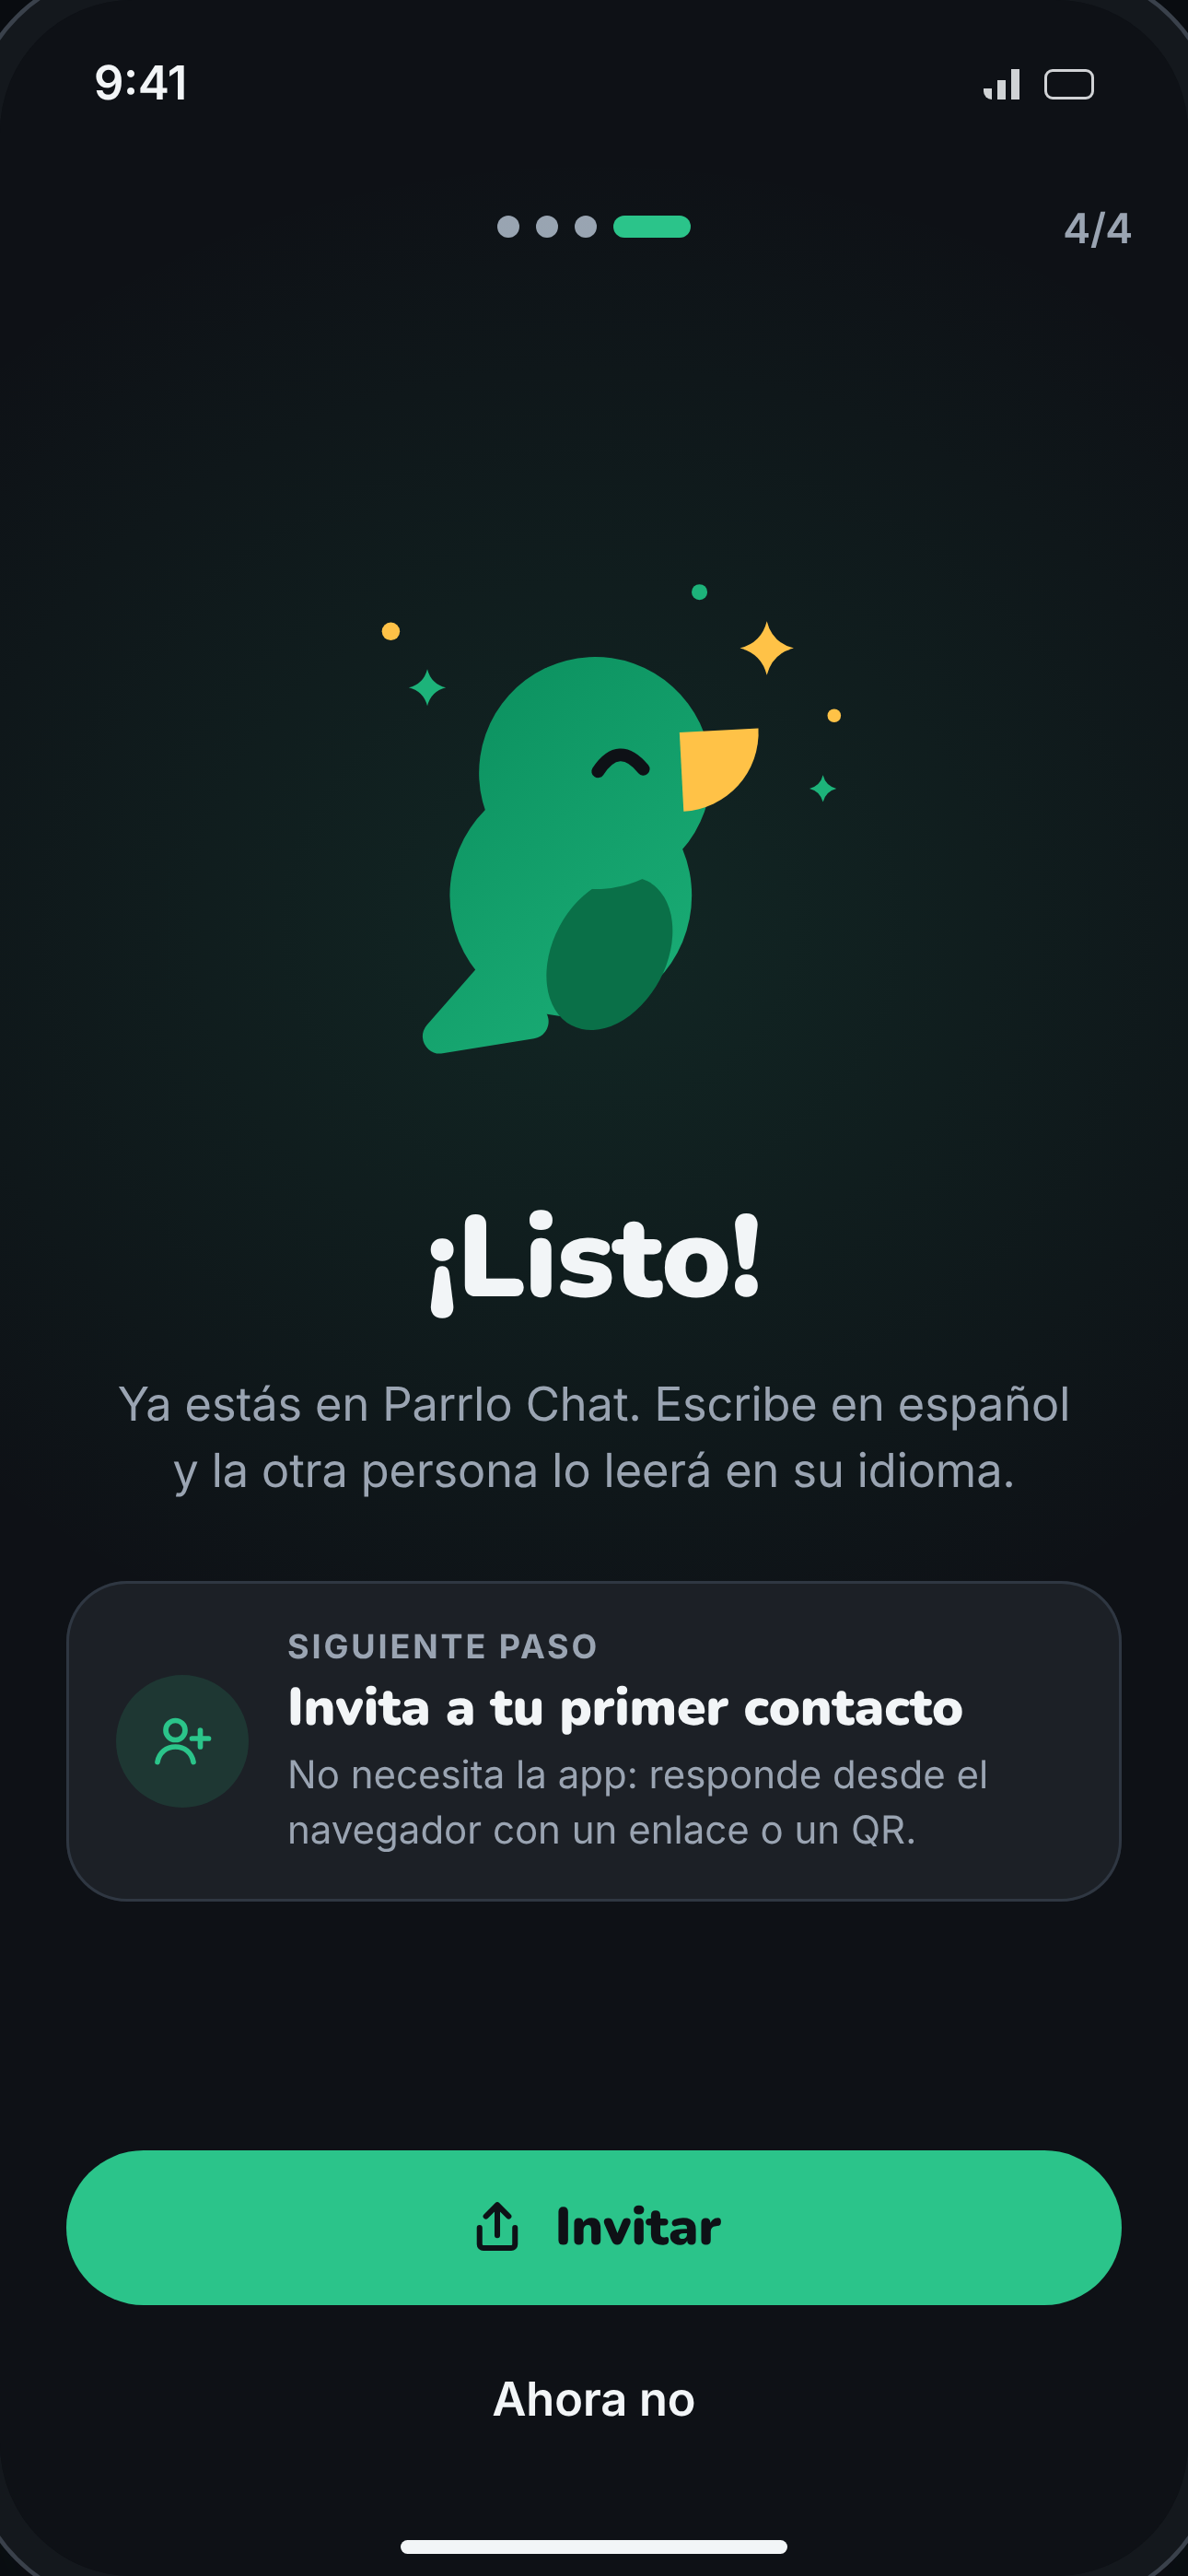 9:41
4/4
¡Listo!
Ya estás en Parrlo Chat. Escribe en español
y la otra persona lo leerá en su idioma.
SIGUIENTE PASO
Invita a tu primer contacto
No necesita la app: responde desde el
navegador con un enlace o un QR.
Invitar
Ahora no